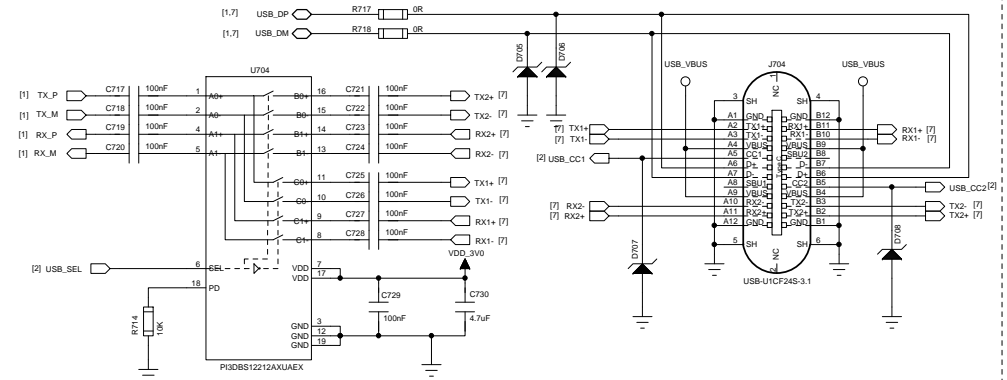 [1,7] USB_DP R717 0R
[1,7] USB_DM R718 0R
D705 D706
U704
USB_VBUS J704 USB_VBUS
[1] TX_P C717 100nF 1 A0+ B0+ 16 C721 100nF TX2+ [7]
[1] TX_M C718 100nF 2 A0- B0- 15 C722 100nF TX2- [7]
[1] RX_P C719 100nF 4 A1+ B1+ 14 C723 100nF RX2+ [7]
[1] RX_M C720 100nF 5 A1- B1- 13 C724 100nF RX2- [7]
C0+ 11 C725 100nF TX1+ [7]
C0- 10 C726 100nF TX1- [7]
C1+ 9 C727 100nF RX1+ [7]
C1- 8 C728 100nF RX1- [7]
[2] USB_SEL 6 SEL
18 PD
R714 10K
VDD 7
VDD 17
VDD_3V0
C729 100nF
C730 4.7uF
GND 3
GND 12
GND 19
PI3DBS12212AXUAEX
NC 1
3 SH SH 4
A1 GND GND B12
[7] TX1+ A2 TX1+ RX1+ B11 RX1+ [7]
[7] TX1- A3 TX1- RX1- B10 RX1- [7]
A4 VBUS VBUS B9
[2] USB_CC1 A5 CC1 SBU2 B8
A6 D+ D- B7
A7 D- D+ B6
A8 SBU1 CC2 B5 USB_CC2 [2]
A9 VBUS VBUS B4
[7] RX2- A10 RX2- TX2- B3 TX2- [7]
[7] RX2+ A11 RX2+ TX2+ B2 TX2+ [7]
A12 GND GND B1
5 SH SH 6
NC 2
TYPE C
D707
D708
USB-U1CF24S-3.1